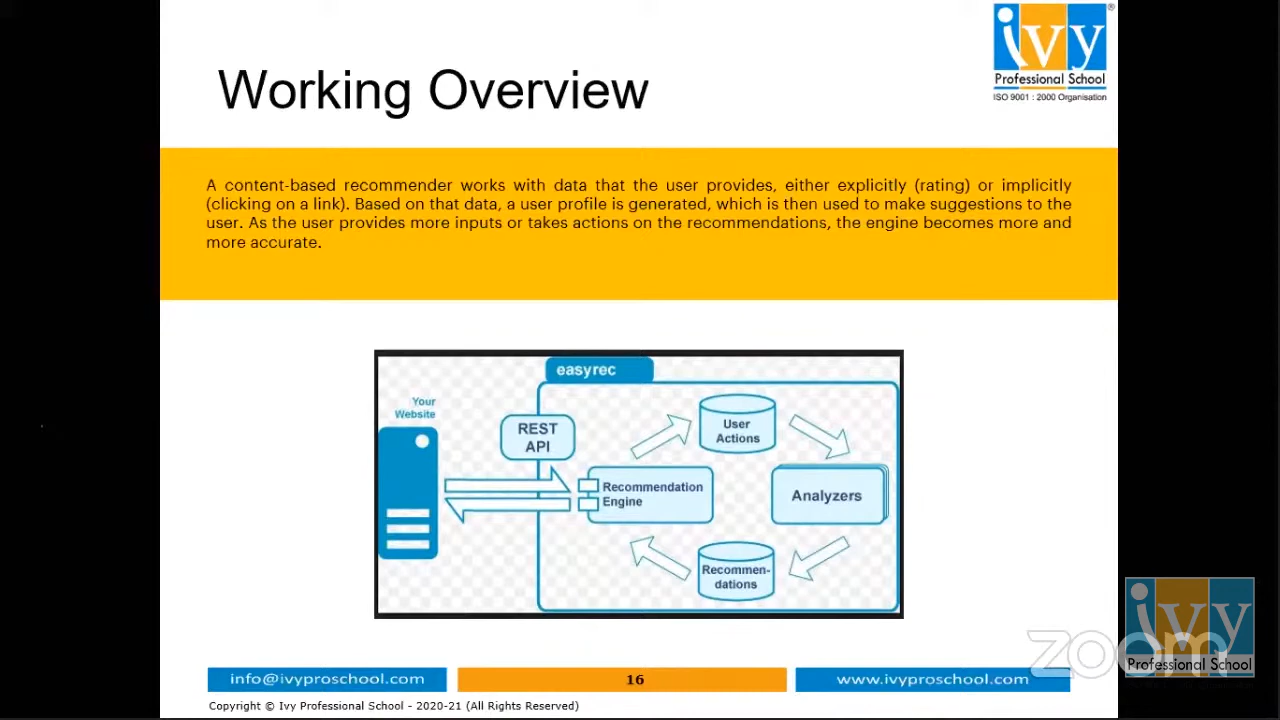 ivy
®
Professional School
ISO 9001 : 2000 Organisation
Working Overview
A content-based recommender works with data that the user provides, either explicitly (rating) or implicitly
(clicking on a link). Based on that data, a user profile is generated, which is then used to make suggestions to the
user. As the user provides more inputs or takes actions on the recommendations, the engine becomes more and
more accurate.
easyrec
Your
Website
REST
API
User
Actions
Recommendation
Engine
Analyzers
Recommen-
dations
info@ivyproschool.com
16
www.ivyproschool.com
Copyright © Ivy Professional School - 2020-21 (All Rights Reserved)
zoom
ivy
Professional School